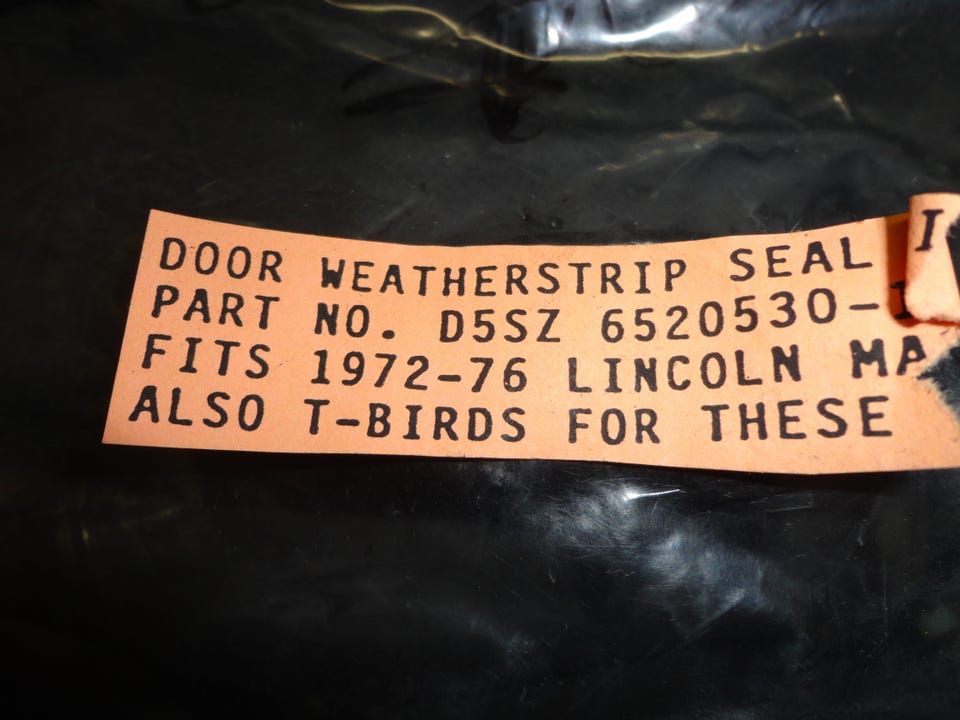 DOOR WEATHERSTRIP SEAL I
PART NO. D5SZ 6520530-
FITS 1972-76 LINCOLN MA
ALSO T-BIRDS FOR THESE